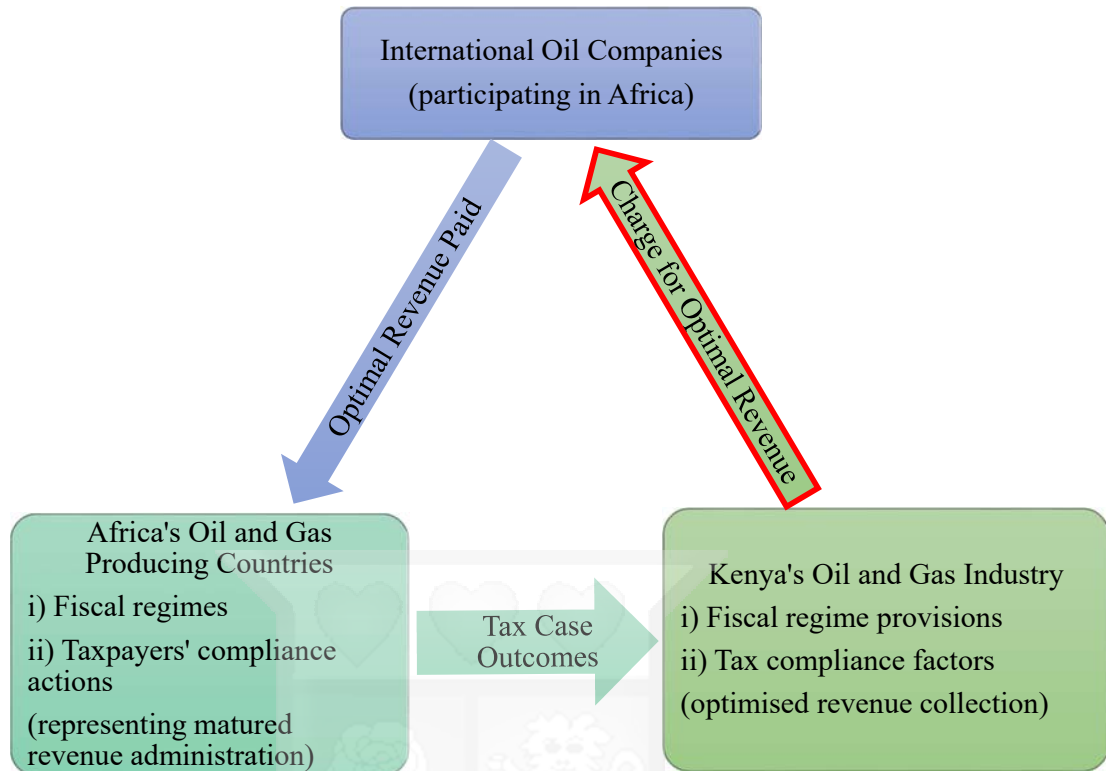 International Oil Companies
(participating in Africa)
Optimal Revenue Paid
Charge for Optimal Revenue
Africa's Oil and Gas
Producing Countries
i) Fiscal regimes
ii) Taxpayers' compliance
actions
(representing matured
revenue administration)
Tax Case
Outcomes
Kenya's Oil and Gas Industry
i) Fiscal regime provisions
ii) Tax compliance factors
(optimised revenue collection)